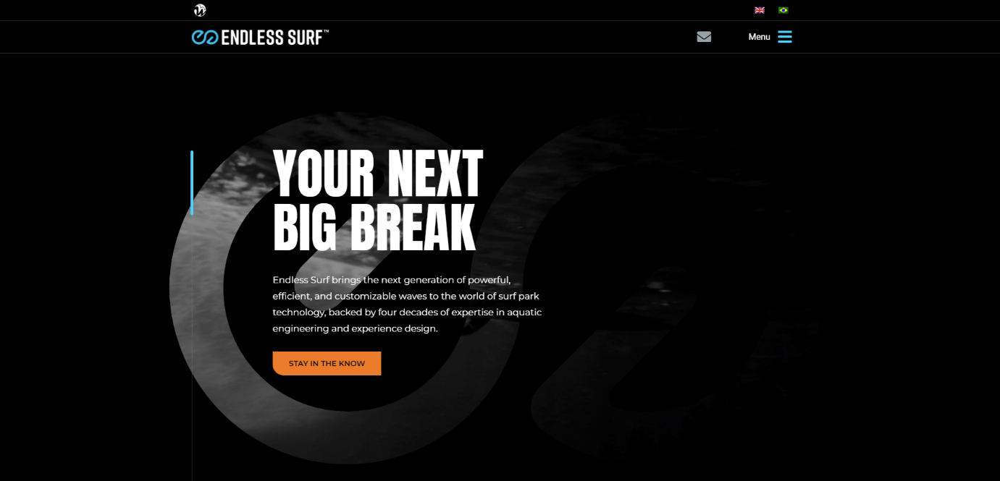 ENDLESS SURF™
Menu
YOUR NEXT
BIG BREAK
Endless Surf brings the next generation of powerful,
efficient, and customizable waves to the world of surf park
technology, backed by four decades of expertise in aquatic
engineering and experience design.
STAY IN THE KNOW